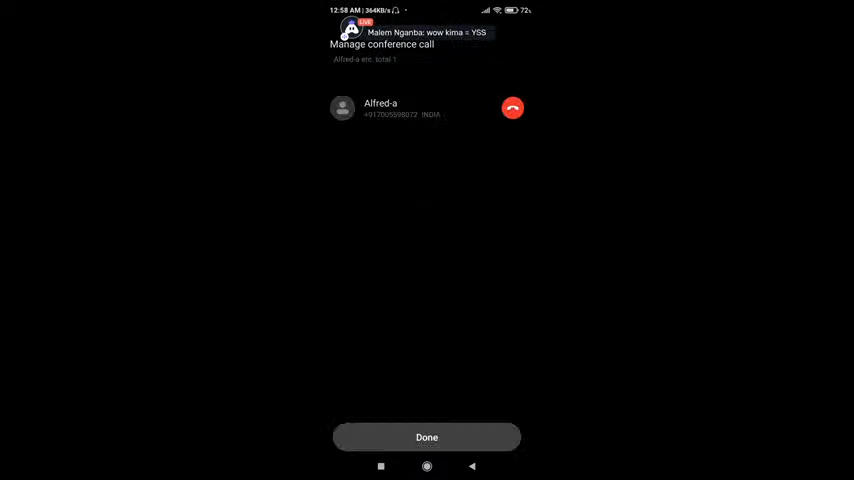 12:58 AM | 364KB/s
72%
LIVE
Malem Nganba: wow kima = YSS
Manage conference call
Alfred-a etc. total 1
Alfred-a
+917005598072 INDIA
Done